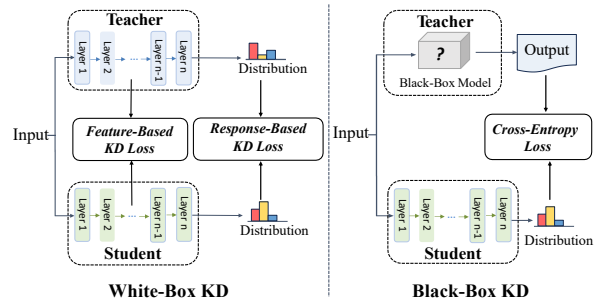 Teacher
Layer 1
Layer 2
...
Layer n-1
Layer n
Distribution
Input
Feature-Based
KD Loss
Response-Based
KD Loss
Layer 1
Layer 2
...
Layer n-1
Layer n
Distribution
Student
White-Box KD
Teacher
?
Black-Box Model
Output
Input
Cross-Entropy
Loss
Layer 1
Layer 2
...
Layer n-1
Layer n
Distribution
Student
Black-Box KD